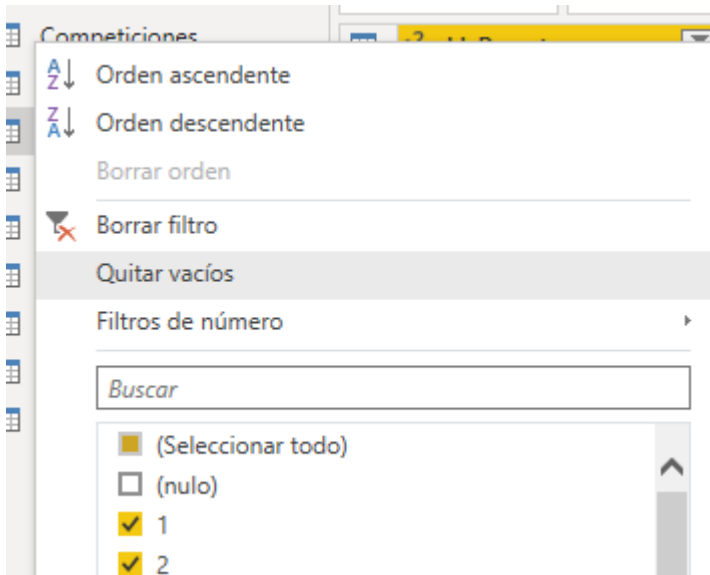 Competiciones
Orden ascendente
Orden descendente
Borrar orden
Borrar filtro
Quitar vacíos
Filtros de número
Buscar
(Seleccionar todo)
(nulo)
1
2